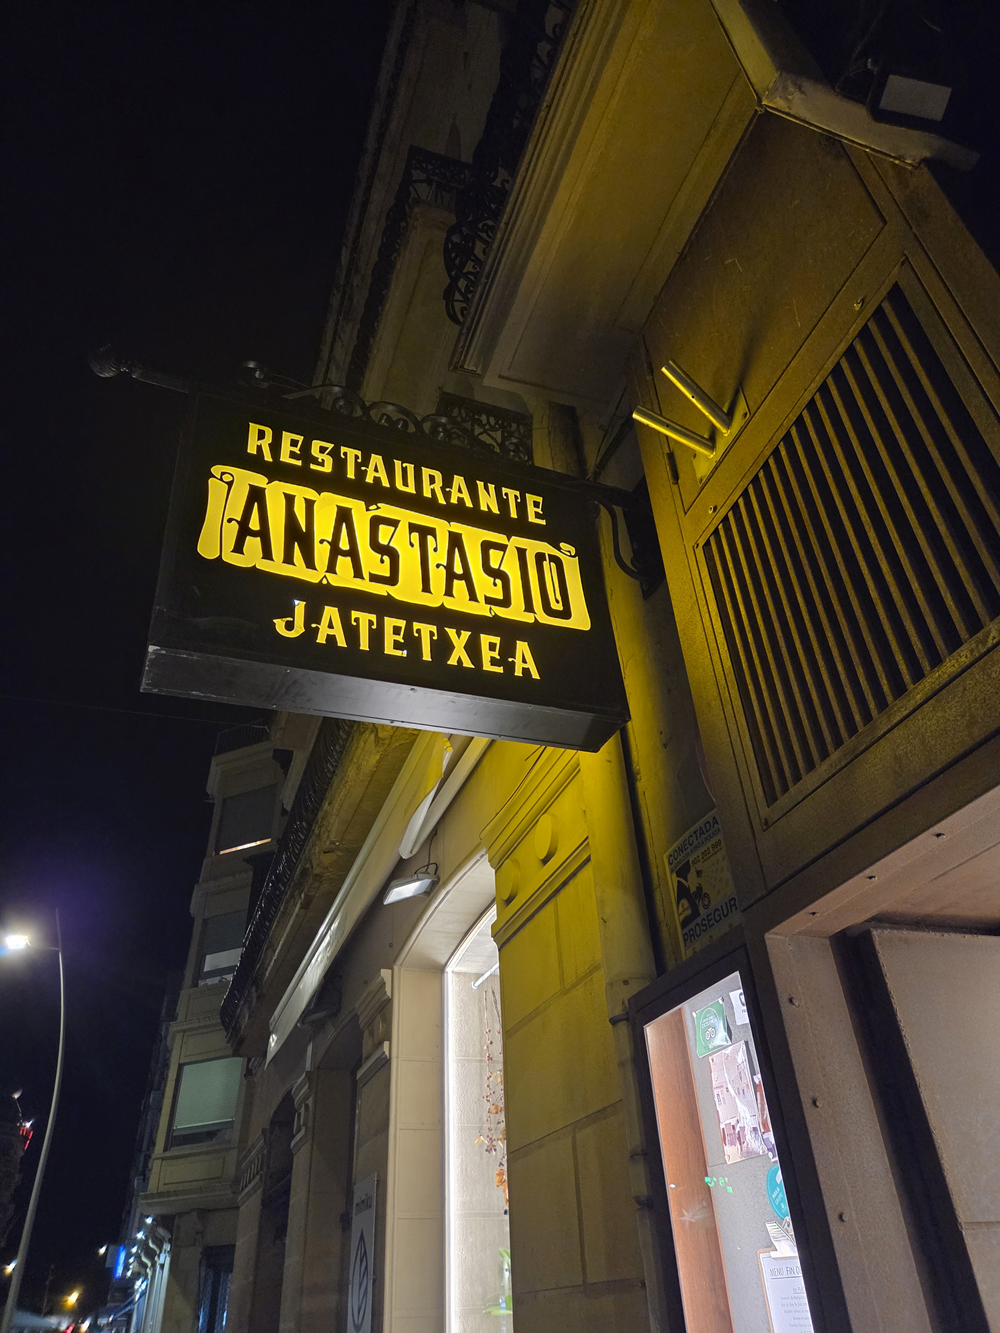 RESTAURANTE
ANASTASIO
JATETXEA
CONECTADA
PROSEGUR